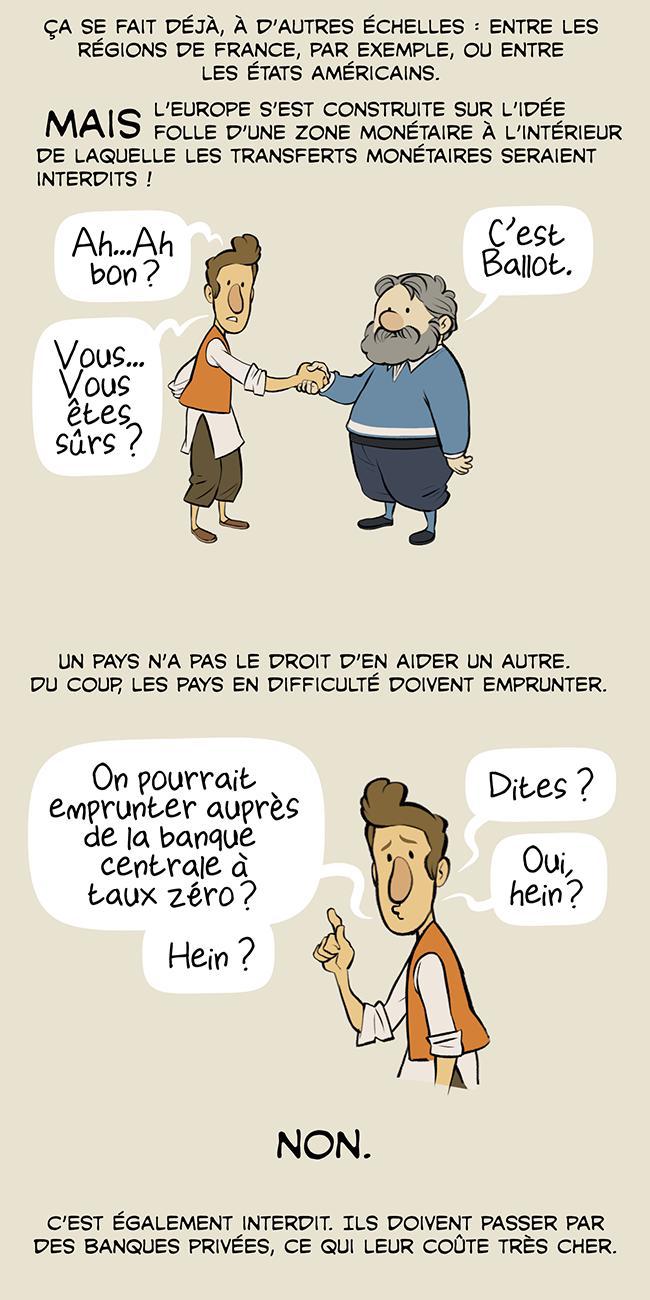 ÇA SE FAIT DÉJÀ, À D'AUTRES ÉCHELLES : ENTRE LES
RÉGIONS DE FRANCE, PAR EXEMPLE, OU ENTRE
LES ÉTATS AMÉRICAINS.
MAIS L'EUROPE S'EST CONSTRUITE SUR L'IDÉE
FOLLE D'UNE ZONE MONÉTAIRE À L'INTÉRIEUR
DE LAQUELLE LES TRANSFERTS MONÉTAIRES SERAIENT
INTERDITS !
Ah...Ah
bon ?
C'est
Ballot.
Vous...
Vous
êtes
sûrs ?
UN PAYS N'A PAS LE DROIT D'EN AIDER UN AUTRE.
DU COUP, LES PAYS EN DIFFICULTÉ DOIVENT EMPRUNTER.
On pourrait
emprunter auprès
de la banque
centrale à
taux zéro ?
Dites ?
Oui,
hein ?
Hein ?
NON.
C'EST ÉGALEMENT INTERDIT. ILS DOIVENT PASSER PAR
DES BANQUES PRIVÉES, CE QUI LEUR COÛTE TRÈS CHER.